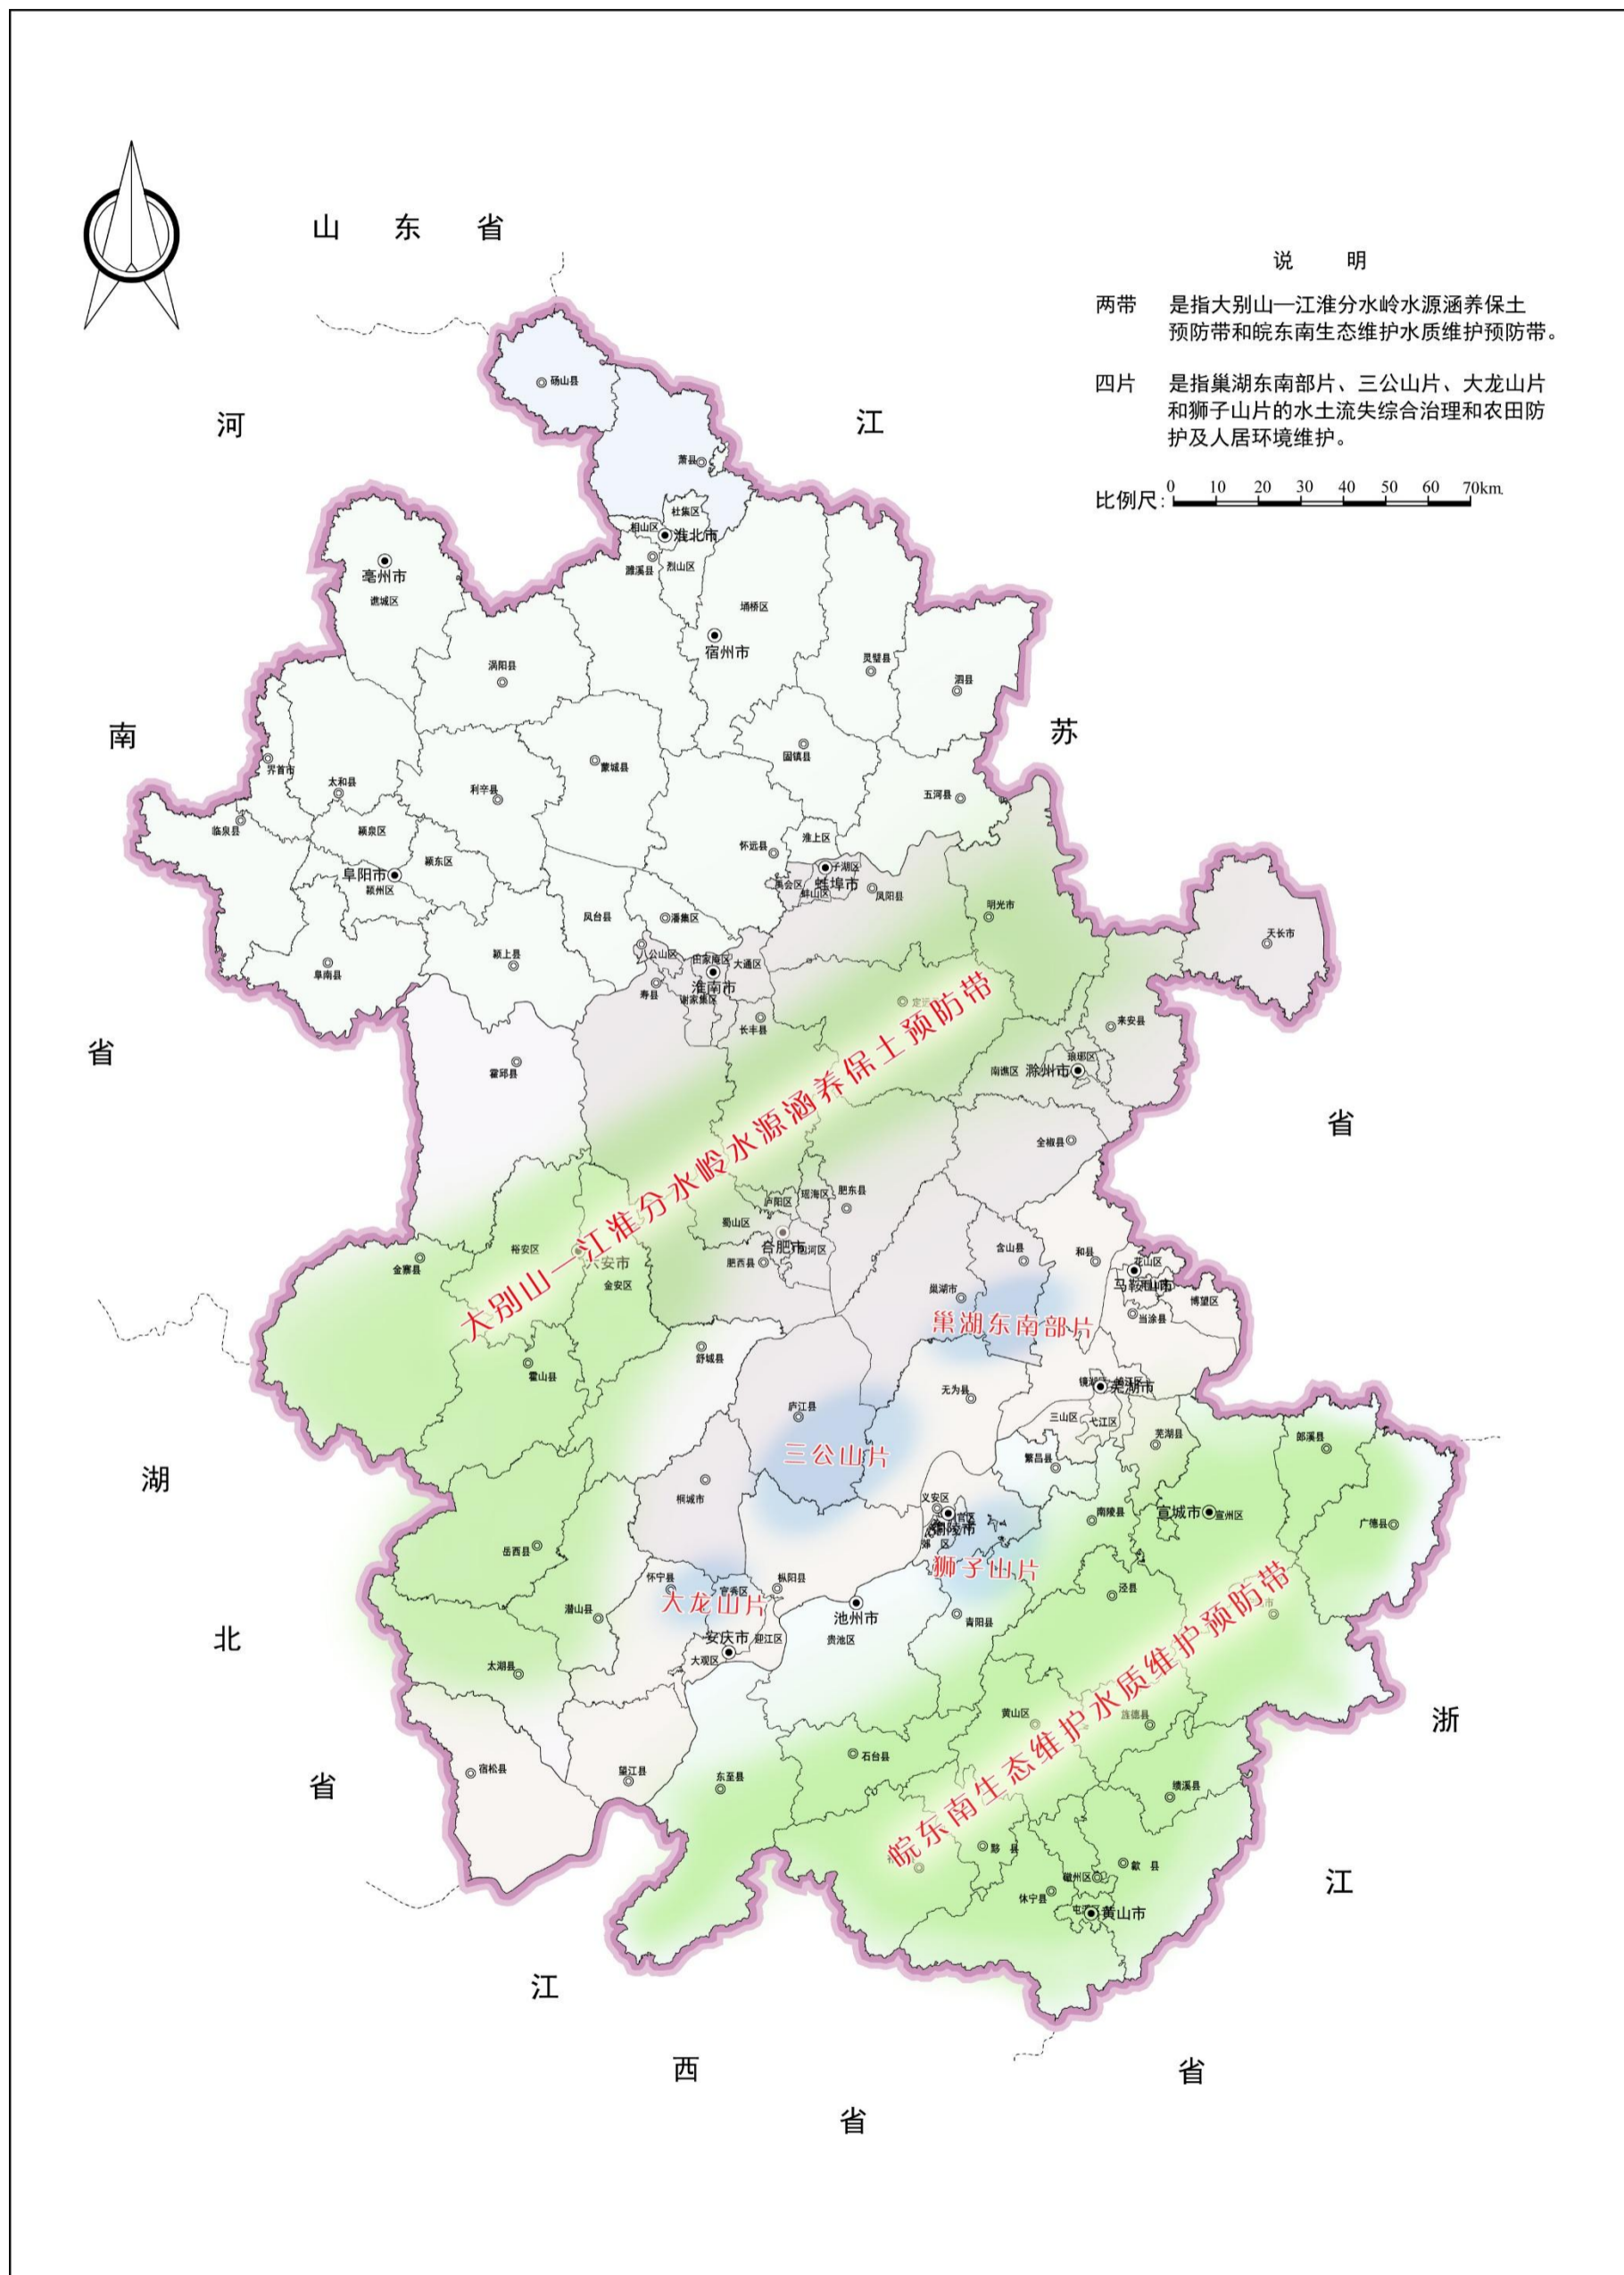 山东省
河
南
省
江
苏
省
湖
北
省
江
西
省
浙
江
省
说 明
两带 是指大别山—江淮分水岭水源涵养保土
预防带和皖东南生态维护水质维护预防带。
四片 是指巢湖东南部片、三公山片、大龙山片
和狮子山片的水土流失综合治理和农田防
护及人居环境维护。
比例尺: 0 10 20 30 40 50 60 70km.
砀山县
萧县
杜集区
相山区
淮北市
濉溪县
烈山区
亳州市
谯城区
埇桥区
宿州市
涡阳县
灵璧县
泗县
界首市
太和县
利辛县
蒙城县
固镇县
五河县
临泉县
颍泉区
颍东区
阜阳市
颍州区
怀远县
淮上区
子湖区
禹会区
蚌埠市
蚌山区
凤阳县
明光市
天长市
凤台县
潘集区
颍上县
阜南县
八公山区
田家庵区
大通区
淮南市
寿县
谢家集区
长丰县
来安县
琅琊区
南谯区
滁州市
霍邱县
全椒县
大别山—江淮分水岭水源涵养保土预防带
庐阳区
瑶海区
肥东县
蜀山区
合肥市
肥西县
裕安区
金安区
金寨县
含山县
和县
花山区
马鞍山市
博望区
当涂县
巢湖市
巢湖东南部片
舒城县
霍山县
无为县
镜湖区
芜湖市
三山区
弋江区
芜湖县
庐江县
三公山片
繁昌县
郎溪县
桐城市
义安区
铜陵市
郊 区
南陵县
宣城市
宣州区
广德县
岳西县
狮子山片
怀宁县
宜秀区
枞阳县
大龙山片
潜山县
池州市
泾县
青阳县
安庆市
迎江区
贵池区
大观区
太湖县
黄山区
旌德县
皖东南生态维护水质维护预防带
石台县
宿松县
望江县
东至县
绩溪县
黟 县
歙 县
徽州区
休宁县
黄山市